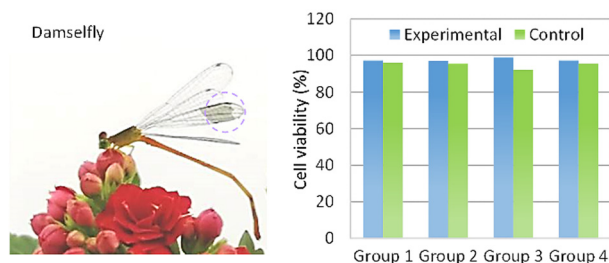 Damselfly
Cell viability (%)
120
100
80
60
40
20
0
Experimental
Control
Group 1
Group 2
Group 3
Group 4